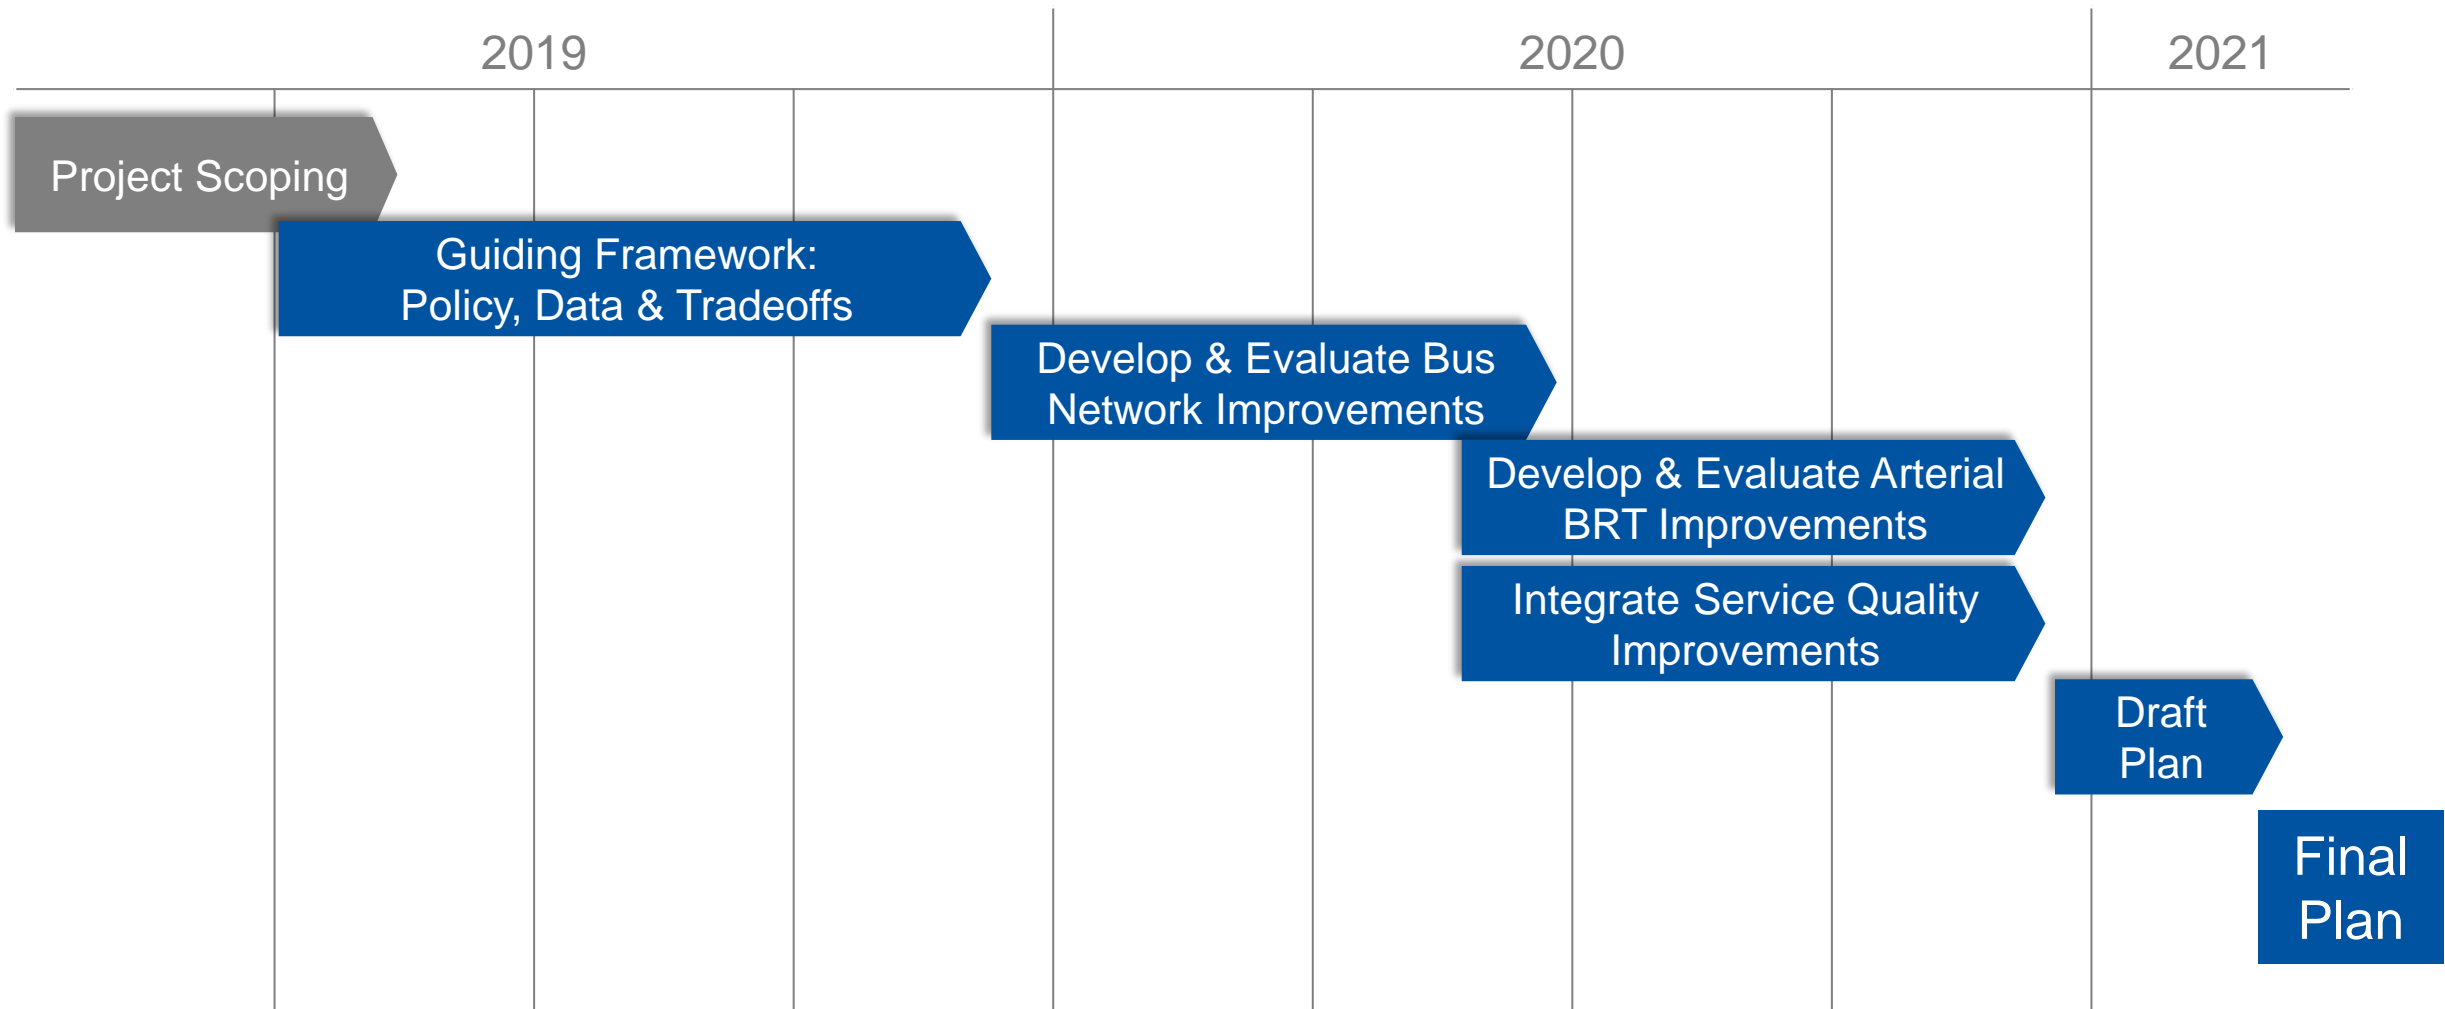 2019
2020
2021
Project Scoping
Guiding Framework:
Policy, Data & Tradeoffs
Develop & Evaluate Bus
Network Improvements
Develop & Evaluate Arterial
BRT Improvements
Integrate Service Quality
Improvements
Draft
Plan
Final
Plan